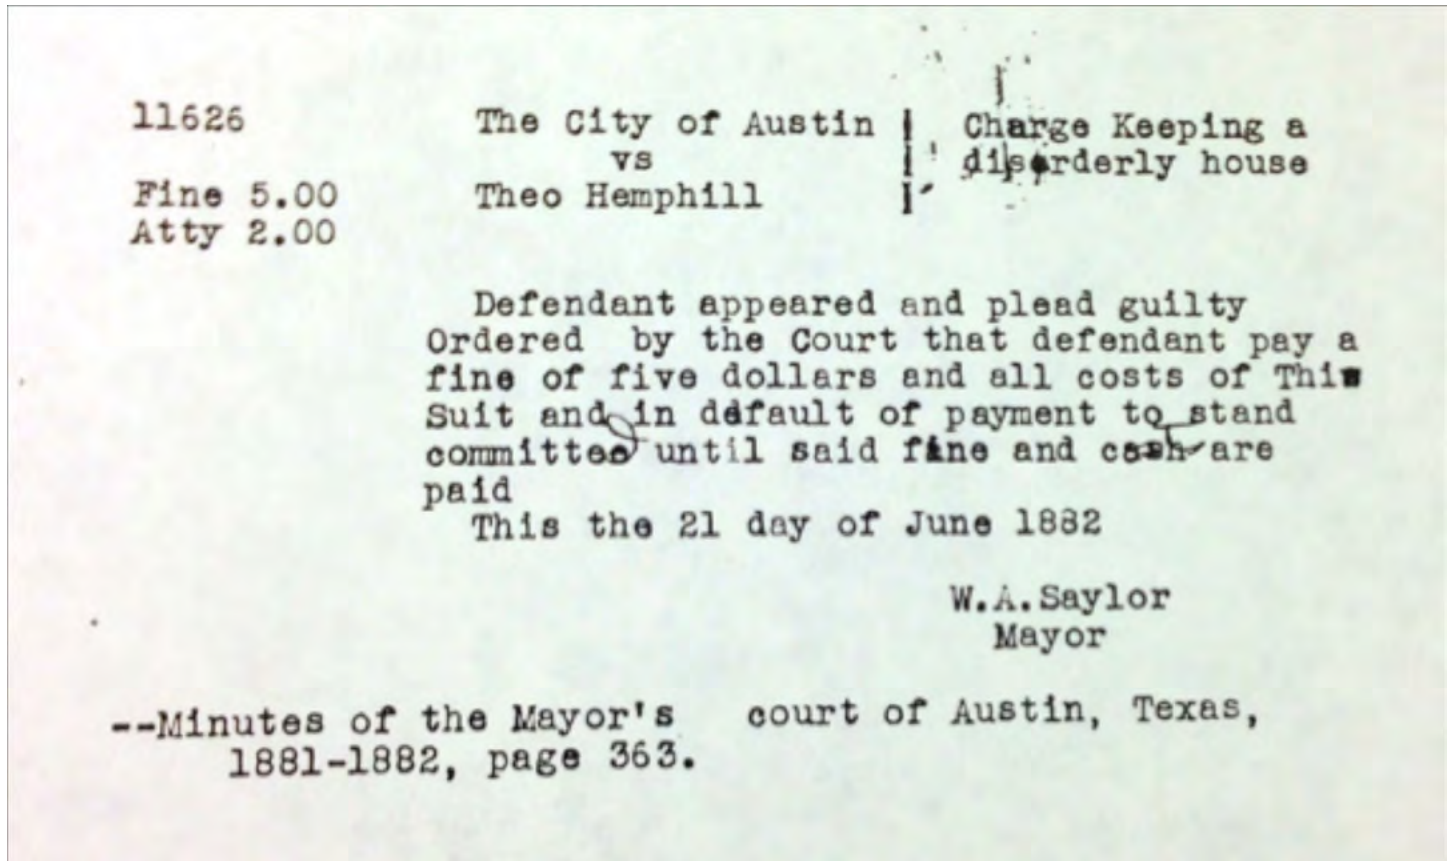 11626 The City of Austin | Charge Keeping a
vs | disorderly house
Fine 5.00 Theo Hemphill |
Atty 2.00
Defendant appeared and plead guilty
Ordered by the Court that defendant pay a
fine of five dollars and all costs of This
Suit and in default of payment to stand
committed until said fine and are
paid
This the 21 day of June 1882
W.A.Saylor
Mayor
--Minutes of the Mayor's court of Austin, Texas,
1881-1882, page 363.